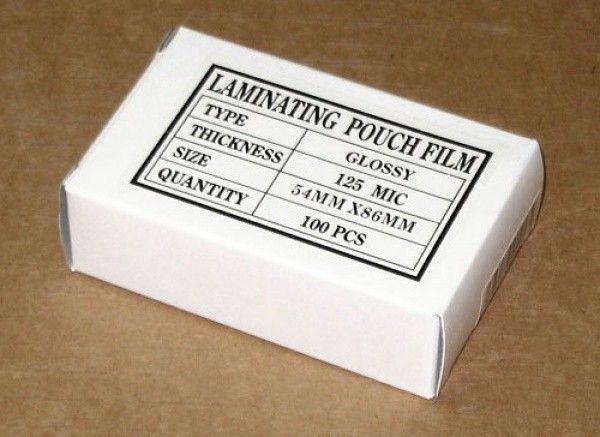 LAMINATING POUCH FILM
TYPE GLOSSY
THICKNESS 125 MIC
SIZE 54MM X86MM
QUANTITY 100 PCS